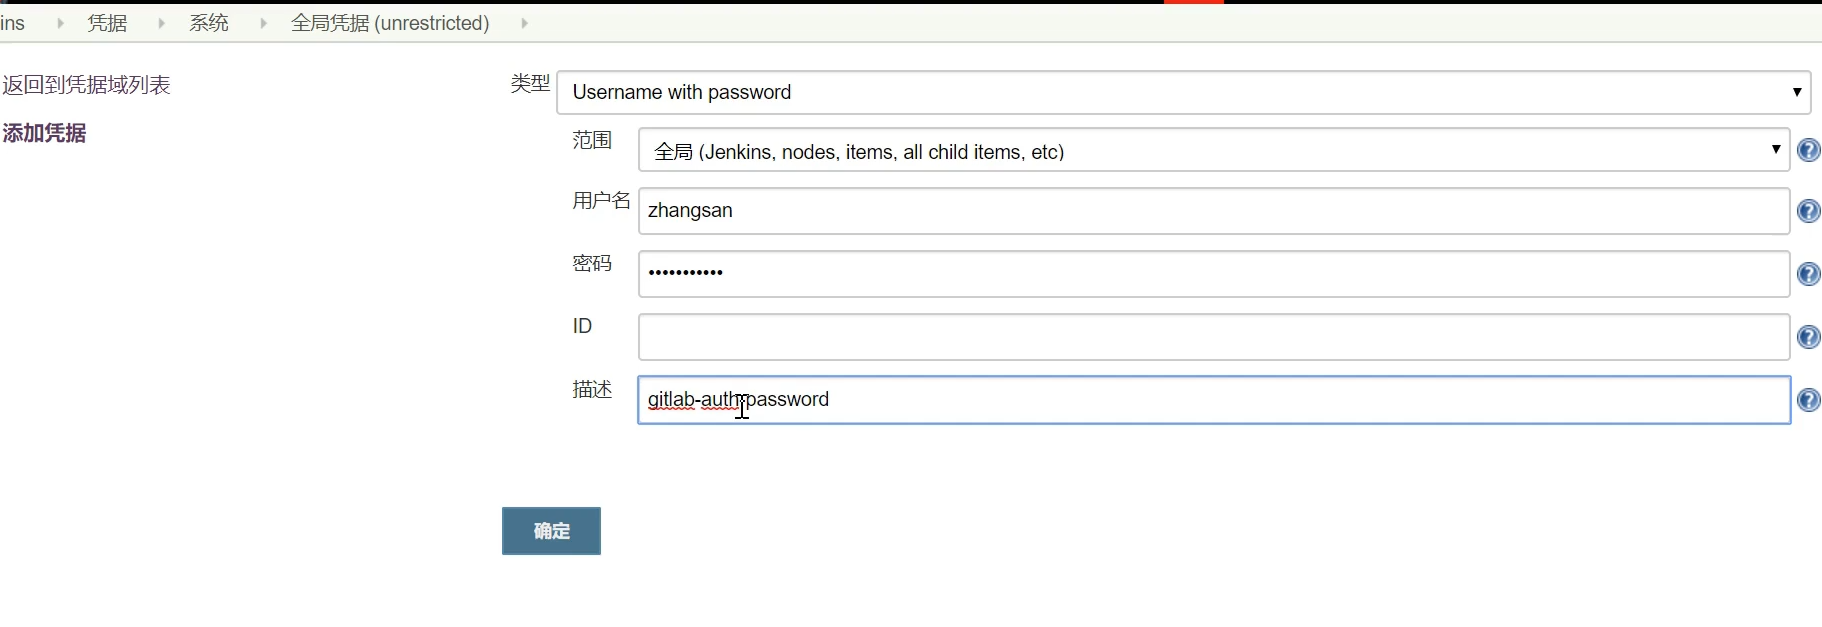 ins 凭据 系统 全局凭据 (unrestricted)
返回到凭据域列表
添加凭据
类型 Username with password
范围 全局 (Jenkins, nodes, items, all child items, etc)
用户名 zhangsan
密码 •••••••••••
ID
描述 gitlab-auth-password
确定